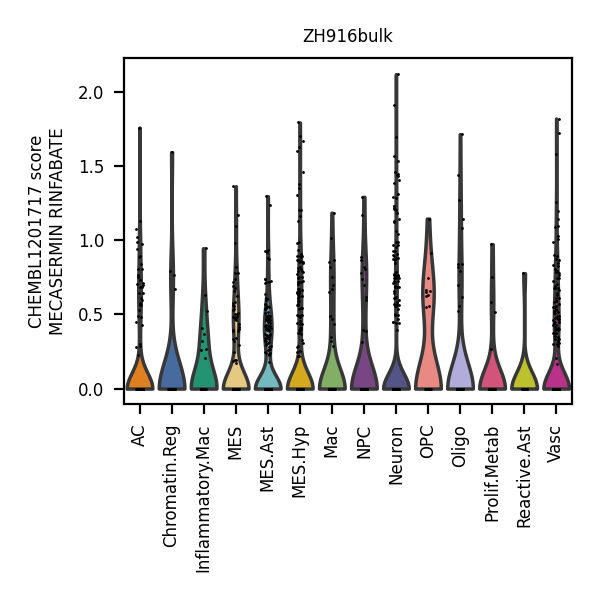 ZH916bulk
CHEMBL1201717 score
MECASERMIN RINFABATE
2.0
1.5
1.0
0.5
0.0
AC
Chromatin.Reg
Inflammatory.Mac
MES
MES.Ast
MES.Hyp
Mac
NPC
Neuron
OPC
Oligo
Prolif.Metab
Reactive.Ast
Vasc